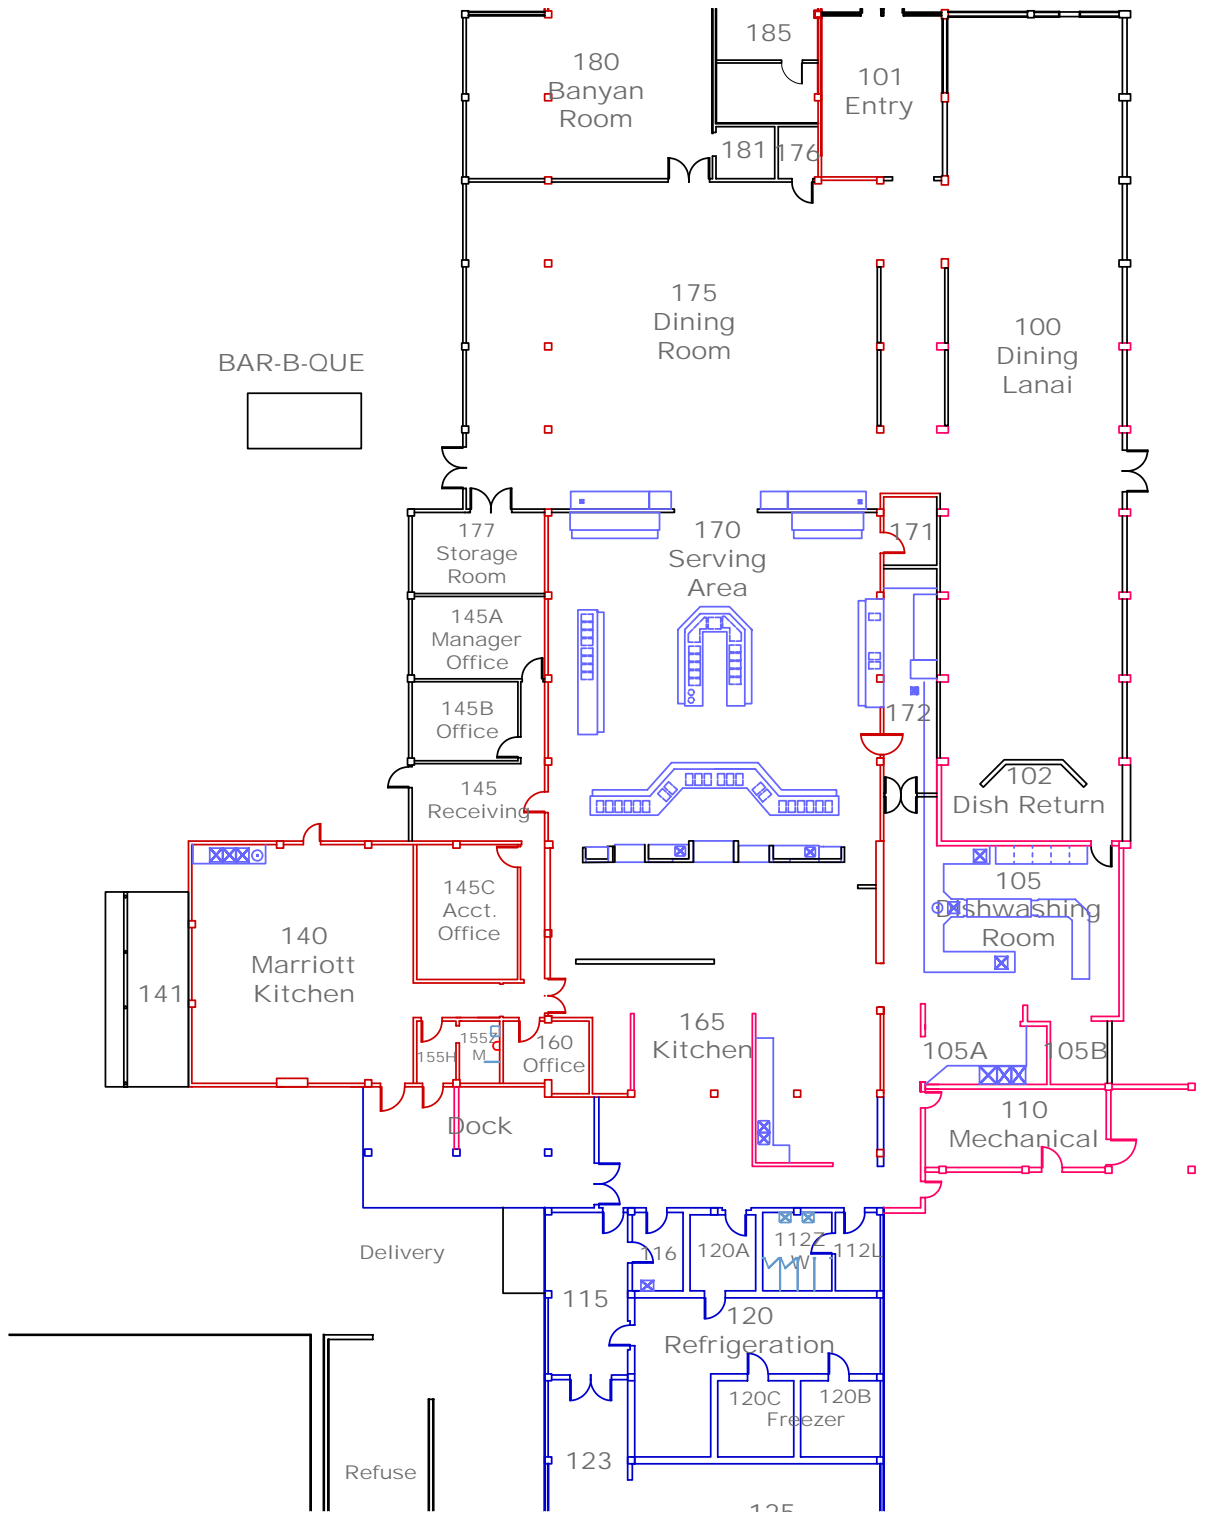 185
180
Banyan
Room
101
Entry
181
176
175
Dining
Room
100
Dining
Lanai
BAR-B-QUE
177
Storage
Room
170
Serving
Area
171
145A
Manager
Office
145B
Office
172
145
Receiving
102
Dish Return
145C
Acct.
Office
105
Dishwashing
Room
140
Marriott
Kitchen
141
165
Kitchen
155H
155Z
M
160
Office
105A
105B
110
Mechanical
Dock
Delivery
116
120A
112Z
W
112L
115
120
Refrigeration
120C
120B
Freezer
123
Refuse
125